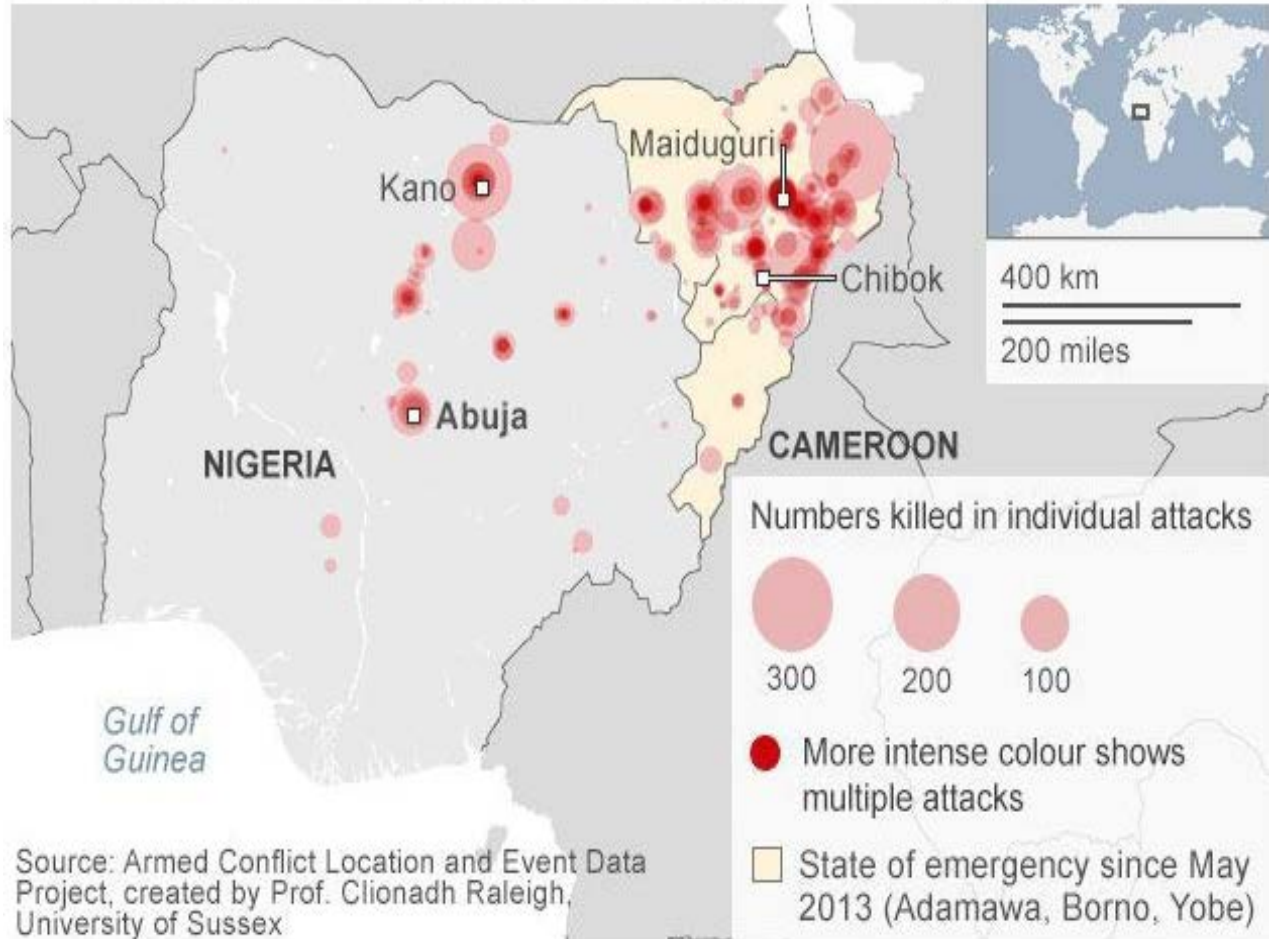 Maiduguri
Kano
Chibok
400 km
200 miles
Abuja
NIGERIA
CAMEROON
Numbers killed in individual attacks
300 200 100
Gulf of
Guinea
More intense colour shows
multiple attacks
State of emergency since May
2013 (Adamawa, Borno, Yobe)
Source: Armed Conflict Location and Event Data
Project, created by Prof. Clionadh Raleigh,
University of Sussex